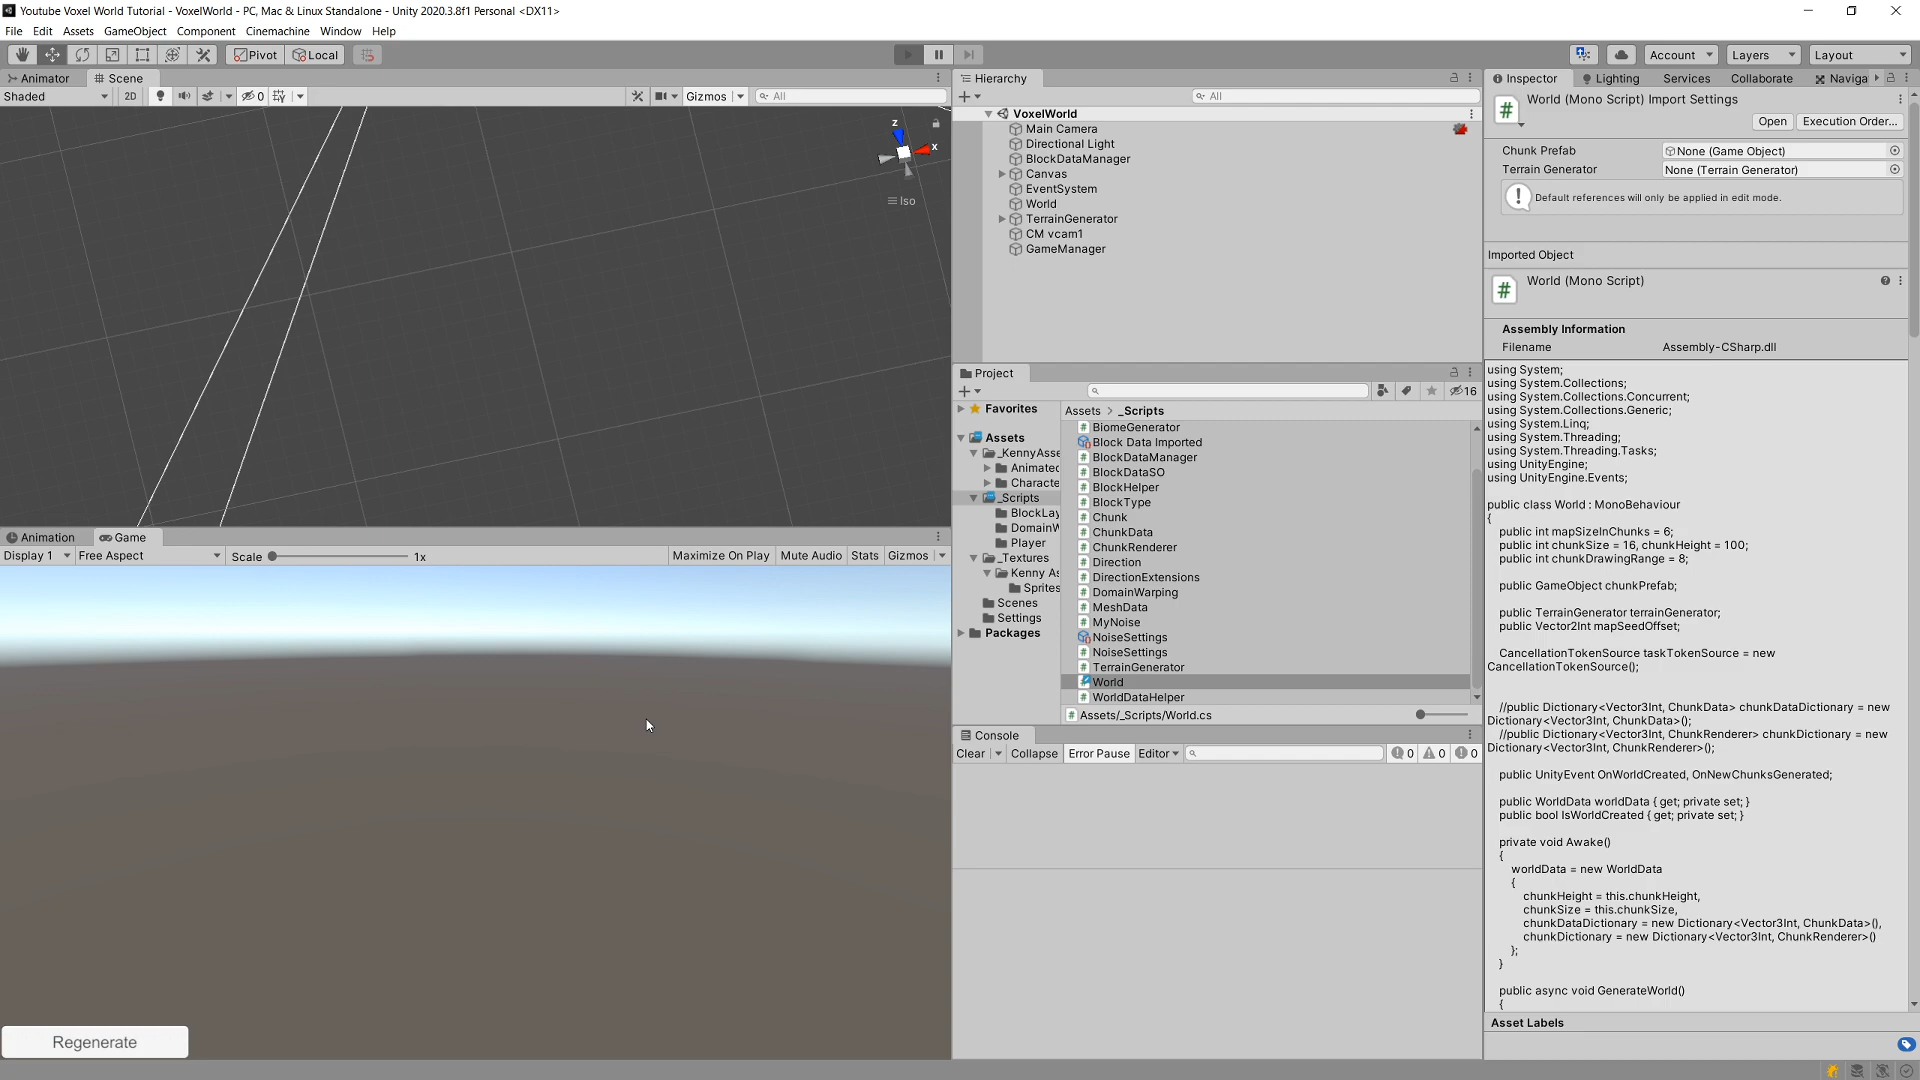 Youtube Voxel World Tutorial - VoxelWorld - PC, Mac & Linux Standalone - Unity 2020.3.8f1 Personal <DX11>
File Edit Assets GameObject Component Cinemachine Window Help
Pivot Local Account Layers Layout
Animator Scene
Shaded 2D 0 Gizmos All
z
x
Iso
Animation Game
Display 1 Free Aspect Scale 1x Maximize On Play Mute Audio Stats Gizmos
Regenerate
Hierarchy
All
VoxelWorld
Main Camera
Directional Light
BlockDataManager
Canvas
EventSystem
World
TerrainGenerator
CM vcam1
GameManager
Project
16
Favorites
Assets
_KennyAsse
Animated
Characte
_Scripts
BlockLay
DomainW
Player
_Textures
Kenny As
Sprites
Scenes
Settings
Packages
Assets > _Scripts
BiomeGenerator
Block Data Imported
BlockDataManager
BlockDataSO
BlockHelper
BlockType
Chunk
ChunkData
ChunkRenderer
Direction
DirectionExtensions
DomainWarping
MeshData
MyNoise
NoiseSettings
NoiseSettings
TerrainGenerator
World
WorldDataHelper
Assets/_Scripts/World.cs
Console
Clear Collapse Error Pause Editor 0 0 0
Inspector Lighting Services Collaborate Naviga
World (Mono Script) Import Settings
Open Execution Order...
Chunk Prefab None (Game Object)
Terrain Generator None (Terrain Generator)
Default references will only be applied in edit mode.
Imported Object
World (Mono Script)
Assembly Information
Filename Assembly-CSharp.dll
using System;
using System.Collections;
using System.Collections.Concurrent;
using System.Collections.Generic;
using System.Linq;
using System.Threading;
using System.Threading.Tasks;
using UnityEngine;
using UnityEngine.Events;
public class World : MonoBehaviour
{
public int mapSizeInChunks = 6;
public int chunkSize = 16, chunkHeight = 100;
public int chunkDrawingRange = 8;
public GameObject chunkPrefab;
public TerrainGenerator terrainGenerator;
public Vector2Int mapSeedOffset;
CancellationTokenSource taskTokenSource = new
CancellationTokenSource();
//public Dictionary<Vector3Int, ChunkData> chunkDataDictionary = new
Dictionary<Vector3Int, ChunkData>();
//public Dictionary<Vector3Int, ChunkRenderer> chunkDictionary = new
Dictionary<Vector3Int, ChunkRenderer>();
public UnityEvent OnWorldCreated, OnNewChunksGenerated;
public WorldData worldData { get; private set; }
public bool IsWorldCreated { get; private set; }
private void Awake()
{
worldData = new WorldData
{
chunkHeight = this.chunkHeight,
chunkSize = this.chunkSize,
chunkDataDictionary = new Dictionary<Vector3Int, ChunkData>(),
chunkDictionary = new Dictionary<Vector3Int, ChunkRenderer>()
};
}
public async void GenerateWorld()
{
Asset Labels